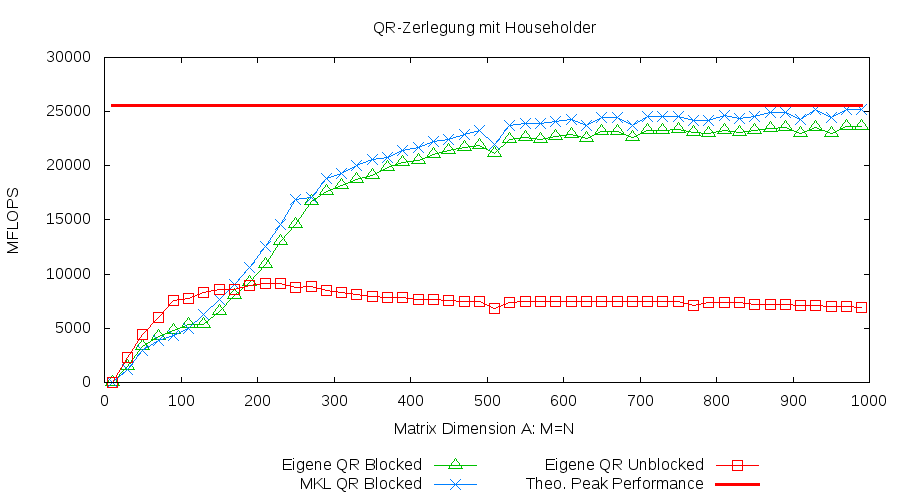 QR-Zerlegung mit Householder
30000
25000
20000
15000
10000
5000
0
MFLOPS
0 100 200 300 400 500 600 700 800 900 1000
Matrix Dimension A: M=N
Eigene QR Blocked Eigene QR Unblocked
MKL QR Blocked Theo. Peak Performance